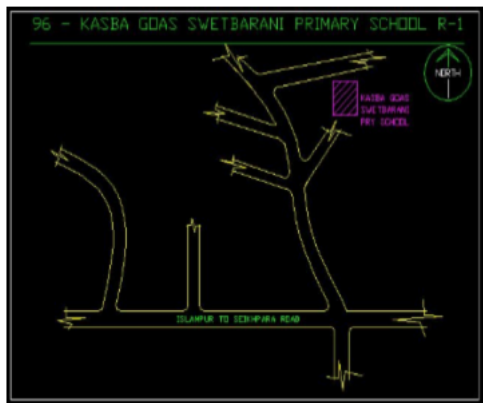 96 - KASBA GOAS SWETBARANI PRIMARY SCHOOL R-1
NORTH
KASBA GOAS
SWETBARANI
PRY SCHOOL
ISLAMPUR TO SEIKHPARA ROAD